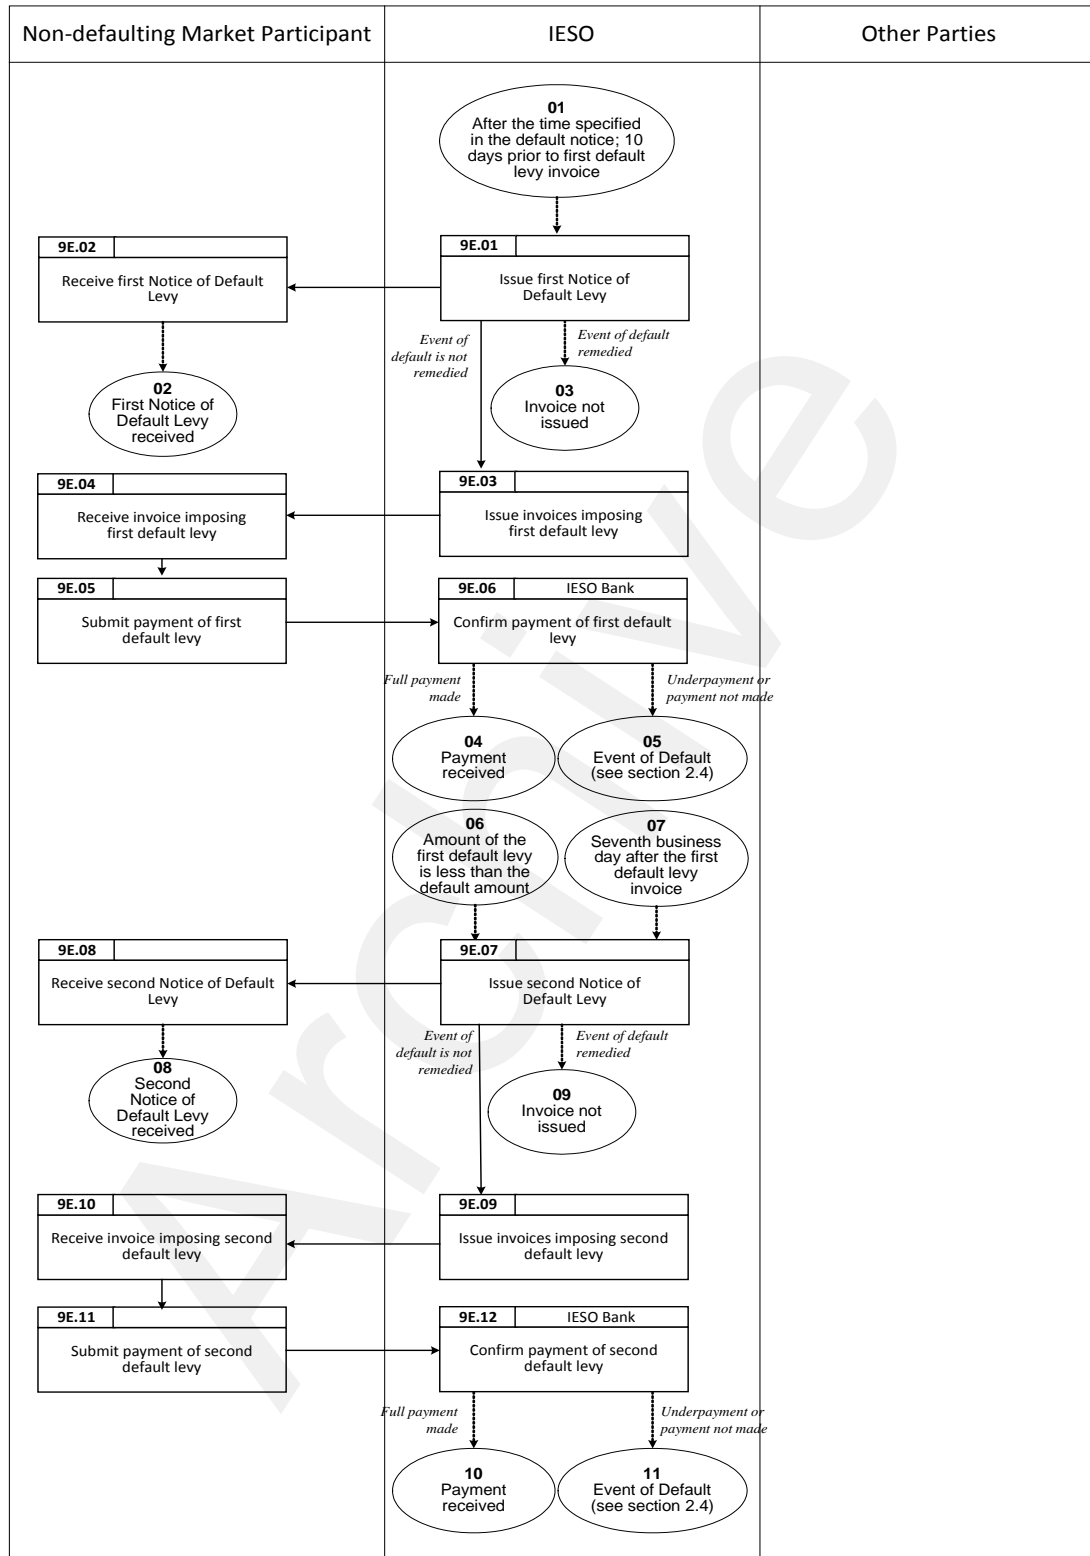 Non-defaulting Market Participant
IESO
Other Parties
01
After the time specified
in the default notice; 10
days prior to first default
levy invoice
9E.02
Receive first Notice of Default
Levy
9E.01
Issue first Notice of
Default Levy
Event of
default is not
remedied
Event of default
remedied
02
First Notice of
Default Levy
received
03
Invoice not
issued
9E.04
Receive invoice imposing
first default levy
9E.03
Issue invoices imposing
first default levy
9E.05
Submit payment of first
default levy
9E.06
IESO Bank
Confirm payment of first default
levy
Full payment
made
Underpayment or
payment not made
04
Payment
received
05
Event of Default
(see section 2.4)
06
Amount of the
first default levy
is less than the
default amount
07
Seventh business
day after the first
default levy
invoice
9E.08
Receive second Notice of Default
Levy
9E.07
Issue second Notice of
Default Levy
Event of
default is not
remedied
Event of default
remedied
08
Second
Notice of
Default Levy
received
09
Invoice not
issued
9E.10
Receive invoice imposing second
default levy
9E.09
Issue invoices imposing second
default levy
9E.11
Submit payment of second
default levy
9E.12
IESO Bank
Confirm payment of second
default levy
Full payment
made
Underpayment or
payment not made
10
Payment
received
11
Event of Default
(see section 2.4)
Archive